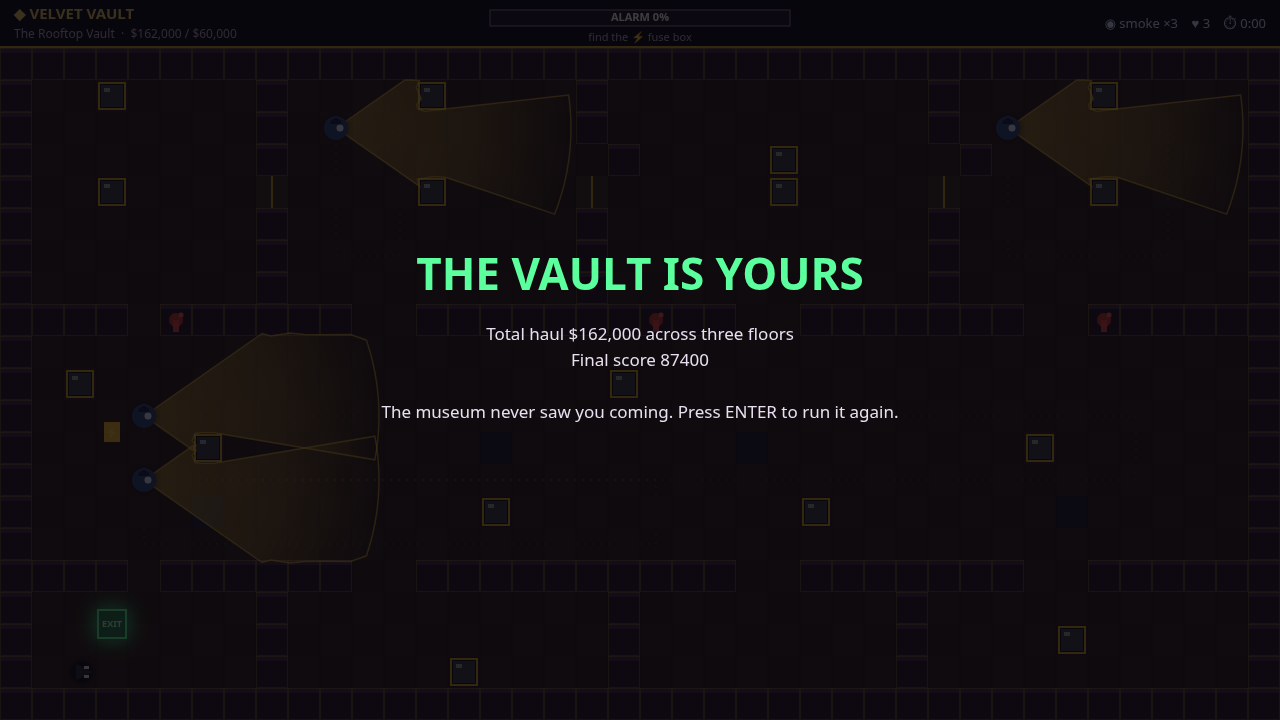 ◆ VELVET VAULT
The Rooftop Vault · $162,000 / $60,000
ALARM 0%
find the ⚡ fuse box
◉ smoke ×3 ♥ 3 ⏱ 0:00
THE VAULT IS YOURS
Total haul $162,000 across three floors
Final score 87400
The museum never saw you coming. Press ENTER to run it again.
EXIT